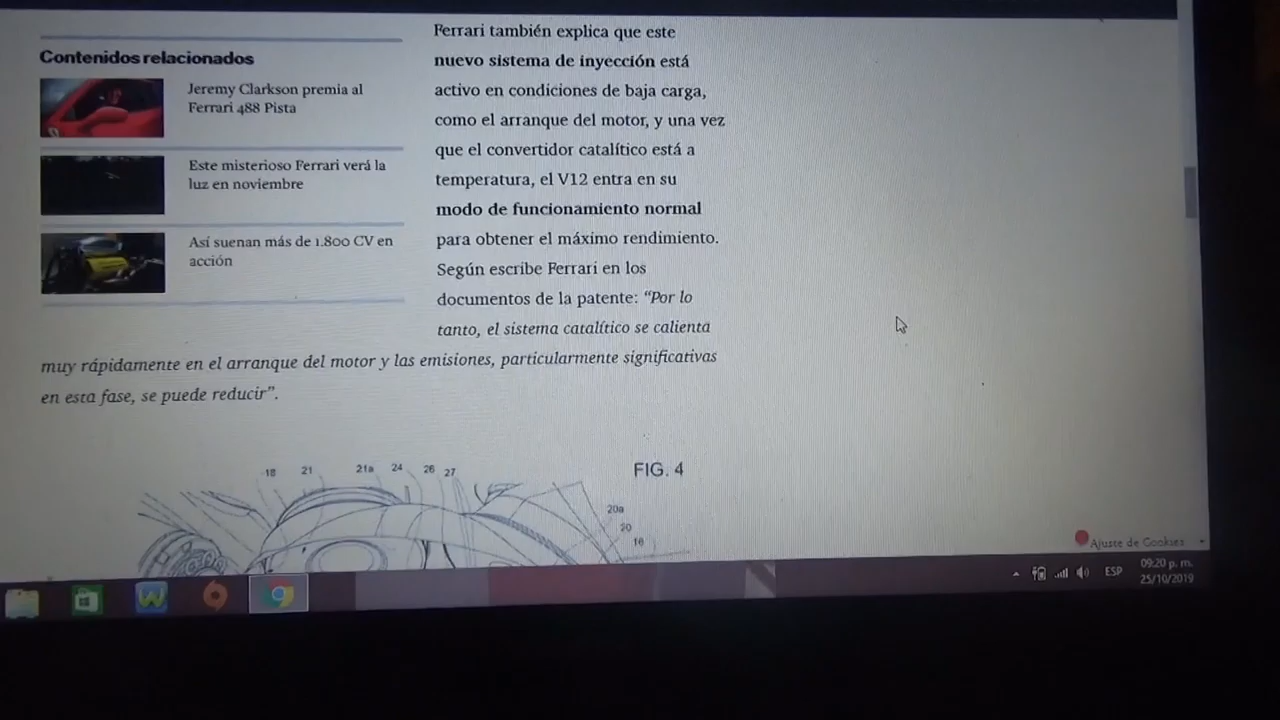 Contenidos relacionados
Jeremy Clarkson premia al
Ferrari 488 Pista
Este misterioso Ferrari verá la
luz en noviembre
Así suenan más de 1.800 CV en
acción
Ferrari también explica que este
nuevo sistema de inyección está
activo en condiciones de baja carga,
como el arranque del motor, y una vez
que el convertidor catalítico está a
temperatura, el V12 entra en su
modo de funcionamiento normal
para obtener el máximo rendimiento.
Según escribe Ferrari en los
documentos de la patente: “Por lo
tanto, el sistema catalítico se calienta
muy rápidamente en el arranque del motor y las emisiones, particularmente significativas
en esta fase, se puede reducir”.
18 21 21a 24 26 27
FIG. 4
20a
20
16
Ajuste de Cookies
ESP
09:20 p. m.
25/10/2019